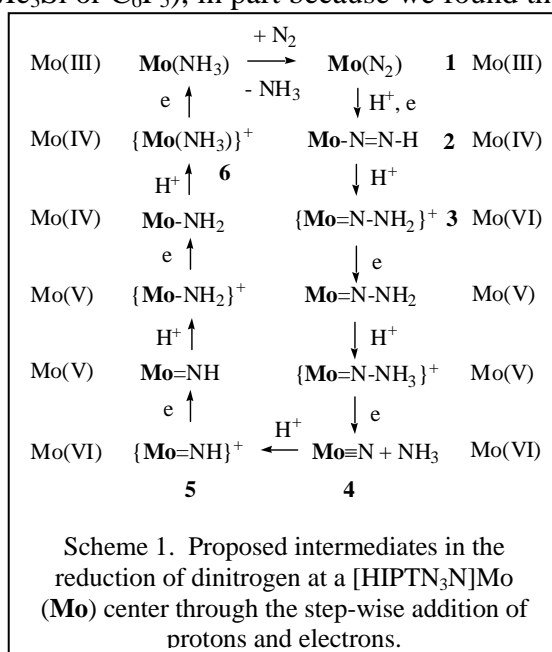 Me₃Si or C₆F₅), in part because we found th
Mo(III) Mo(NH₃) + N₂ - NH₃ Mo(N₂) 1 Mo(III)
e H⁺, e
Mo(IV) {Mo(NH₃)}⁺ Mo-N=N-H 2 Mo(IV)
H⁺ 6 H⁺
Mo(IV) Mo-NH₂ {Mo=N-NH₂}⁺ 3 Mo(VI)
e e
Mo(V) {Mo-NH₂}⁺ Mo=N-NH₂ Mo(V)
H⁺ H⁺
Mo(V) Mo=NH {Mo=N-NH₃}⁺ Mo(V)
e e
Mo(VI) {Mo=NH}⁺ H⁺ Mo≡N + NH₃ Mo(VI)
5 4
Scheme 1. Proposed intermediates in the
reduction of dinitrogen at a [HIPTN₃N]Mo
(Mo) center through the step-wise addition of
protons and electrons.